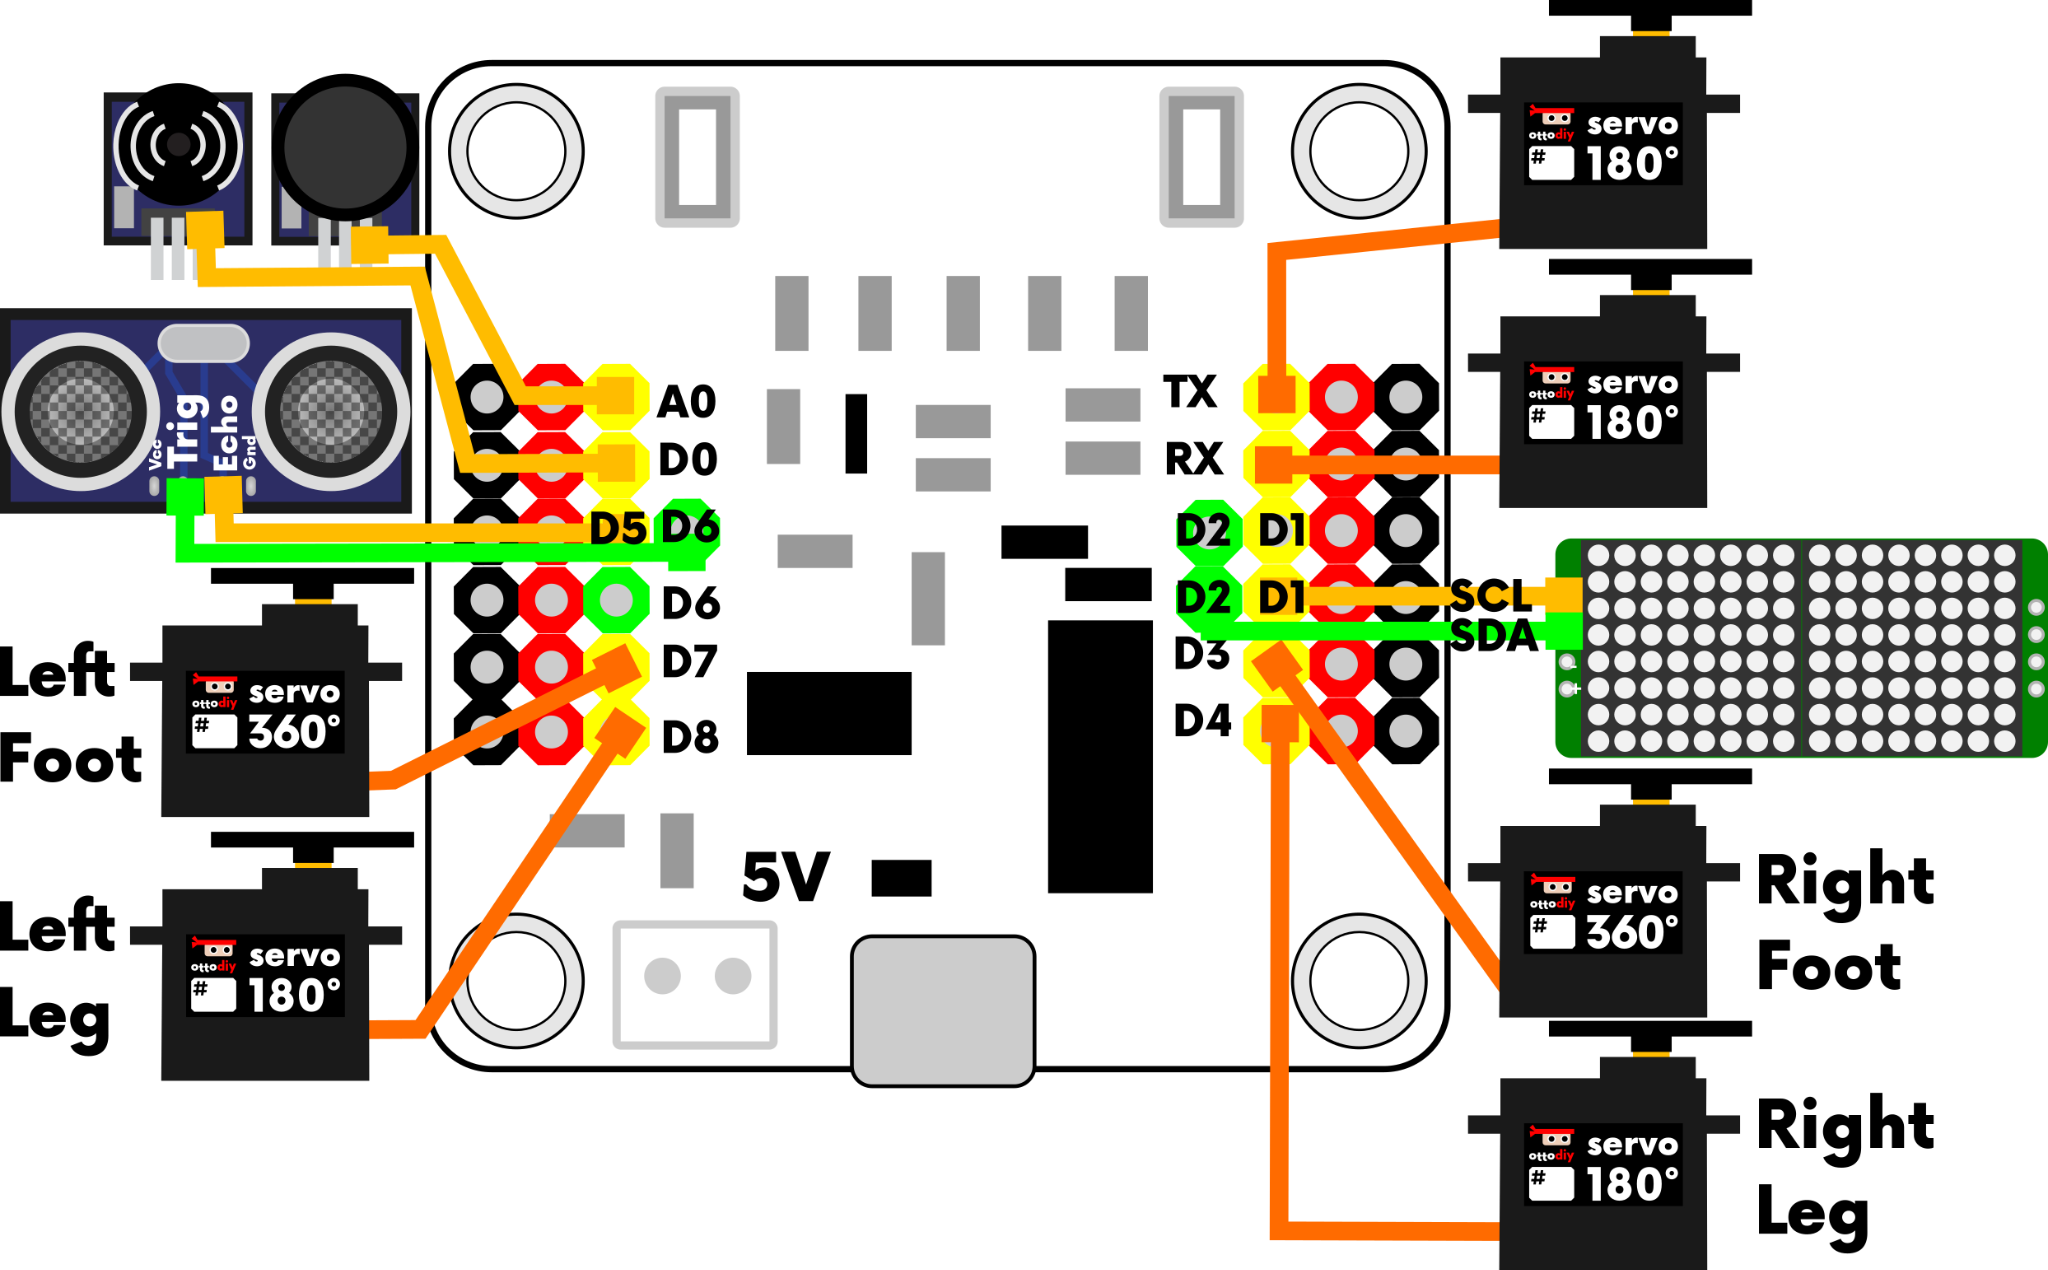 ottodiy
servo
#
180°
ottodiy
servo
#
180°
Vcc
Trig
Echo
Gnd
A0
D0
D5 D6
D6
D7
D8
TX
RX
D2 D1
D2 D1
D3
D4
SCL
SDA
-
+
Left
Foot
ottodiy
servo
#
360°
Left
Leg
ottodiy
servo
#
180°
5V
ottodiy
servo
#
360°
Right
Foot
ottodiy
servo
#
180°
Right
Leg